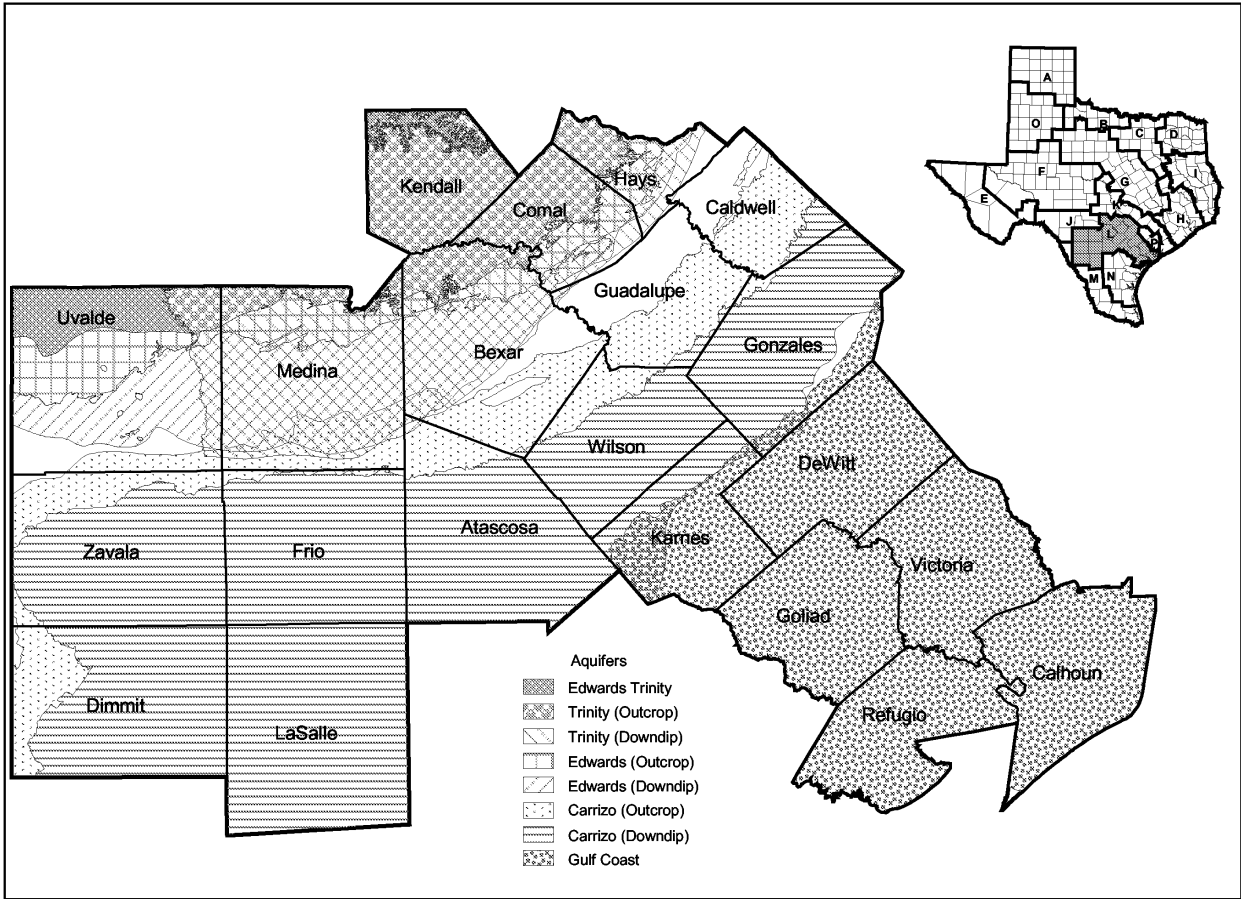 A
O
B
C
D
F
G
I
E
K
H
J
L
P
M
N
Kendall
Hays
Comal
Caldwell
Guadalupe
Uvalde
Medina
Bexar
Gonzales
Wilson
DeWitt
Zavala
Frio
Atascosa
Karnes
Victoria
Goliad
Calhoun
Dimmit
LaSalle
Refugio
Aquifers
Edwards Trinity
Trinity (Outcrop)
Trinity (Downdip)
Edwards (Outcrop)
Edwards (Downdip)
Carrizo (Outcrop)
Carrizo (Downdip)
Gulf Coast